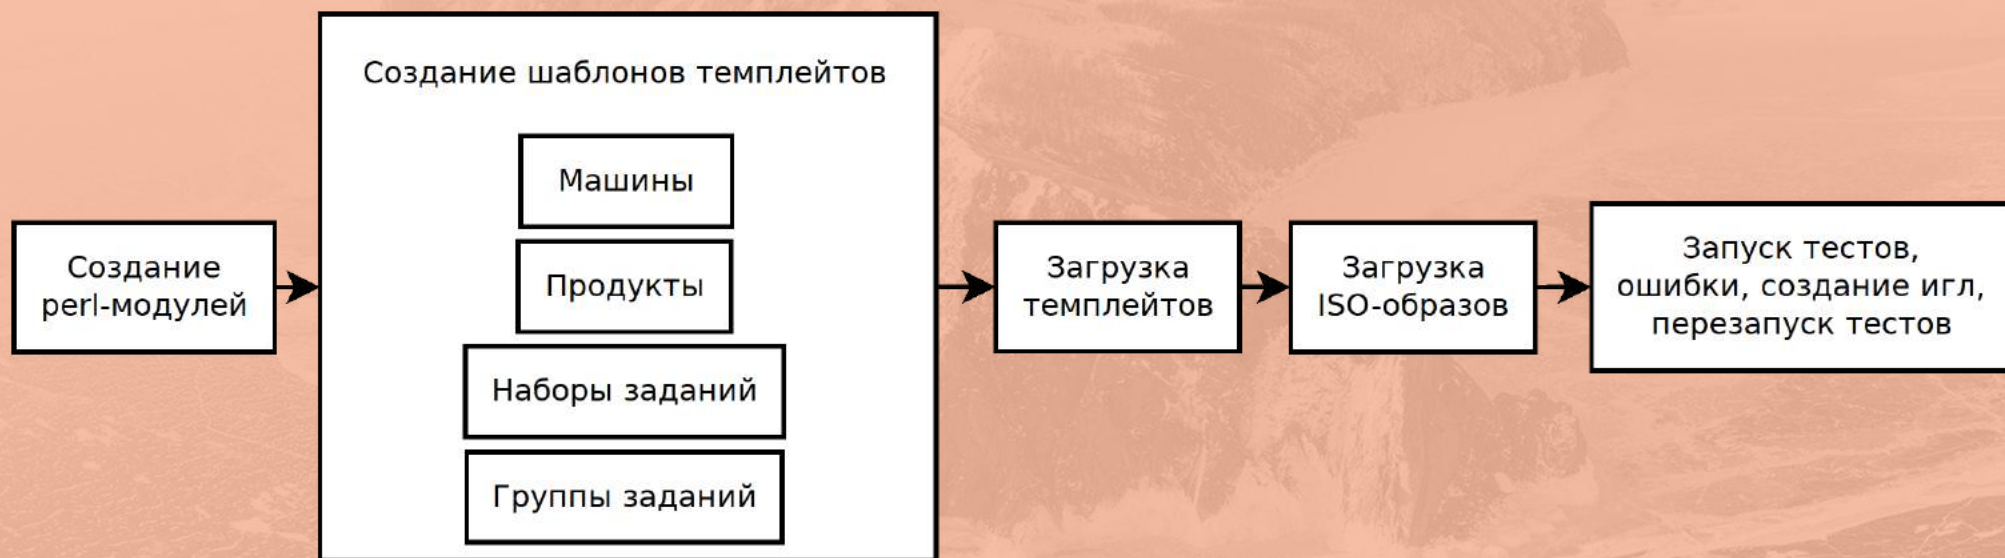 Создание
perl-модулей
Создание шаблонов темплейтов
Машины
Продукты
Наборы заданий
Группы заданий
Загрузка
темплейтов
Загрузка
ISO-образов
Запуск тестов,
ошибки, создание игл,
перезапуск тестов